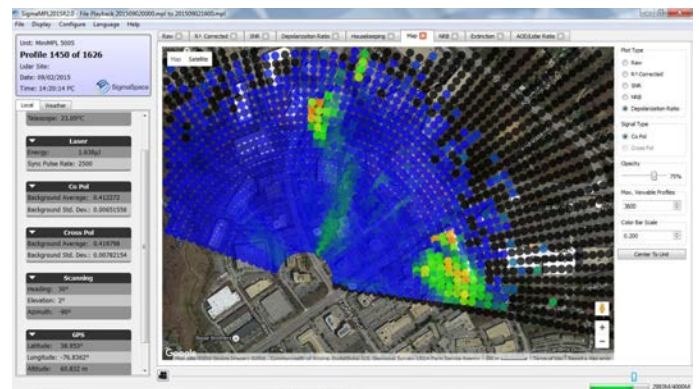 SigmaMPL2015R2.0 - File Playback 201509020000.mpl to 201509021600.mpl
File Display Configure Language Help
Unit: MiniMPL 5005
Profile 1450 of 1626
Lidar Site:
Date: 09/02/2015
Time: 14:20:14 PC
SigmaSpace
Local Weather
Telescope: 23.05°C
Laser
Energy: 1.638µJ
Sync Pulse Rate: 2500
Co Pol
Background Average: 0.412272
Background Std. Dev.: 0.00651556
Cross Pol
Background Average: 0.416798
Background Std. Dev.: 0.00782154
Scanning
Heading: 30°
Elevation: 2°
Azimuth: -90°
GPS
Latitude: 38.953°
Longitude: -76.8362°
Altitude: 60.832 m
Raw R² Corrected SNR Depolarization Ratio Housekeeping Map NRB Extinction AOD/Lidar Ratio
Map Satellite
Google
Plot Type
Raw
R² Corrected
SNR
NRB
Depolarization Ratio
Signal Type
Co Pol
Cross Pol
Opacity
75%
Max. Viewable Profiles
3600
Color Bar Scale
0.200
Center To Unit